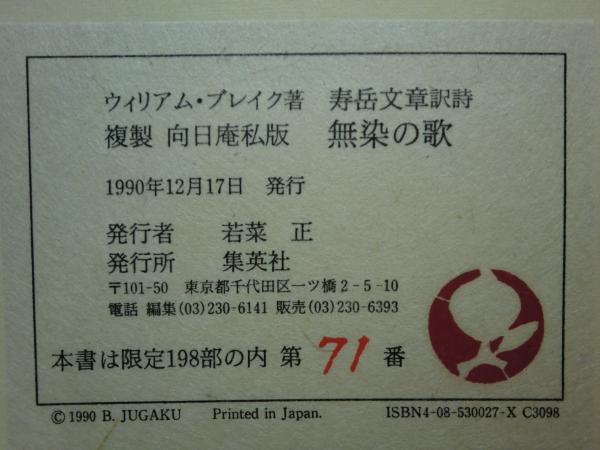 ウィリアム・ブレイク著　寿岳文章訳詩
複製 向日庵私版　無染の歌
1990年12月17日　発行
発行者　若菜　正
発行所　集英社
〒101-50　東京都千代田区一ツ橋2-5-10
電話 編集(03)230-6141 販売(03)230-6393
本書は限定198部の内 第 71 番
© 1990 B. JUGAKU　Printed in Japan.　ISBN4-08-530027-X C3098